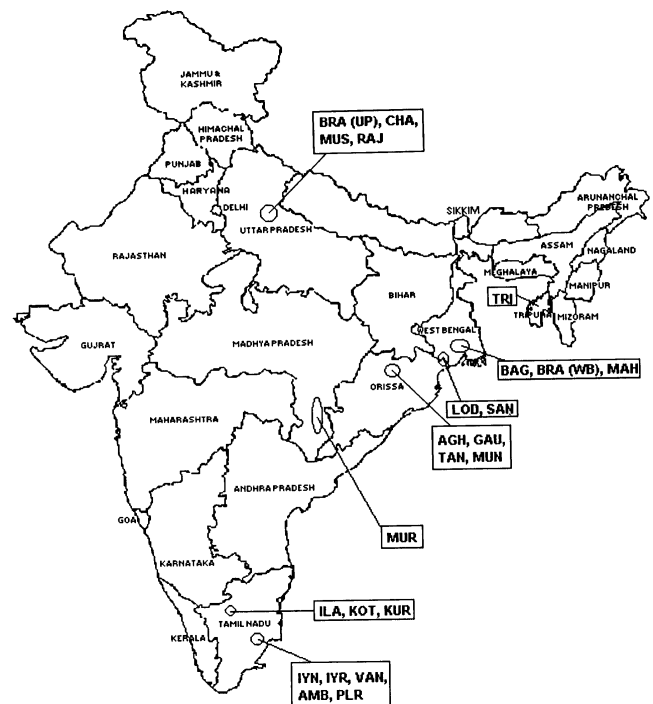 JAMMU &
KASHMIR
BRA (UP), CHA,
MUS, RAJ
HIMACHAL
PRADESH
PUNJAB
HARYANA
DELHI
UTTAR PRADESH
SIKKIM
ARUNANCHAL
PRDESH
ASSAM
NAGALAND
RAJASTHAN
BIHAR
MEGHALAYA
MANIPUR
TRI
TRIPURA
MIZORAM
WEST BENGAL
GUJRAT
MADHYA PRADESH
BAG, BRA (WB), MAH
ORISSA
LOD, SAN
MAHARASHTRA
AGH, GAU,
TAN, MUN
ANDHRA PRADESH
GOA
MUR
KARNATAKA
ILA, KOT, KUR
TAMIL NADU
KERALA
IYN, IYR, VAN,
AMB, PLR